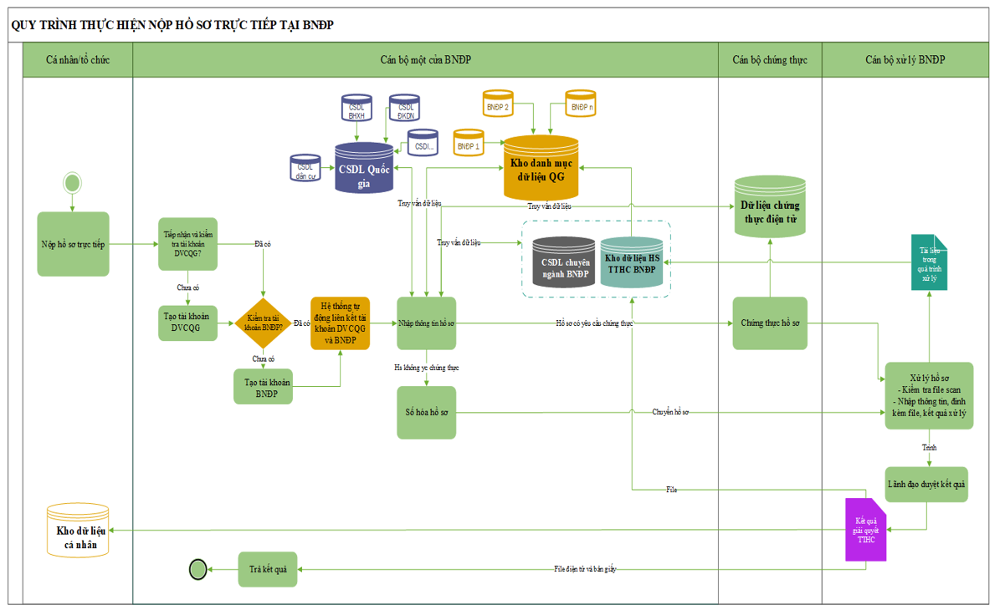 QUY TRÌNH THỰC HIỆN NỘP HỒ SƠ TRỰC TIẾP TẠI BNĐP
Cá nhân/tổ chức
Cán bộ một cửa BNĐP
Cán bộ chứng thực
Cán bộ xử lý BNĐP
CSDL
BHXH
CSDL
ĐKDN
CSDl...
CSDL
dân cư
CSDL Quốc
gia
BNĐP 2
BNĐP n
BNĐP 1
Kho danh mục
dữ liệu QG
Truy vấn dữ liệu
Truy vấn dữ liệu
Truy vấn dữ liệu
Dữ liệu chứng
thực điện tử
CSDL chuyên
ngành BNĐP
Kho dữ liệu HS
TTHC BNĐP
Tài liệu
trong
quá trình
xử lý
Nộp hồ sơ trực tiếp
Tiếp nhận và kiểm
tra tài khoản
DVCQG?
Đã có
Chưa có
Tạo tài khoản
DVCQG
Kiểm tra tài
khoản BNĐP?
Đã có
Hệ thống tự
động liên kết tài
khoản DVCQG
và BNĐP
Nhập thông tin hồ sơ
Hồ sơ có yêu cầu chứng thực
Chứng thực hồ sơ
Chưa có
Tạo tài khoản
BNĐP
Hs không yc chứng thực
Số hóa hồ sơ
Chuyển hồ sơ
Xử lý hồ sơ
- Kiểm tra file scan
- Nhập thông tin, đính
kèm file, kết quả xử lý
Trình
Lãnh đạo duyệt kết quả
File
Kết quả
giải quyết
TTHC
Kho dữ liệu
cá nhân
Trả kết quả
File điện tử và bản giấy